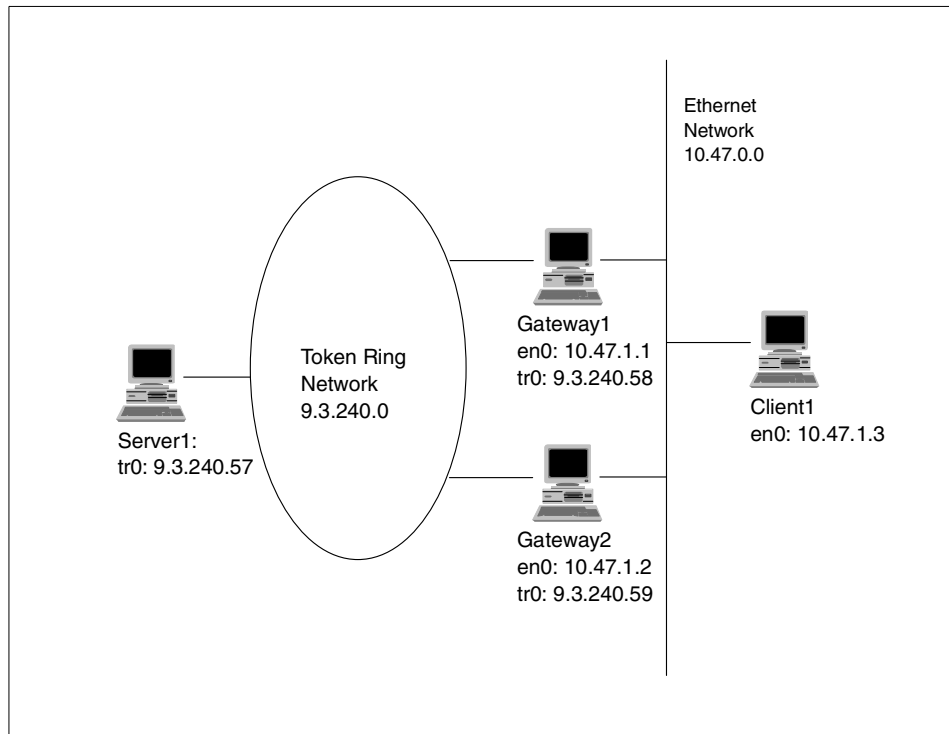 Ethernet
Network
10.47.0.0
Gateway1
en0: 10.47.1.1
tr0: 9.3.240.58
Token Ring
Network
9.3.240.0
Client1
en0: 10.47.1.3
Server1:
tr0: 9.3.240.57
Gateway2
en0: 10.47.1.2
tr0: 9.3.240.59